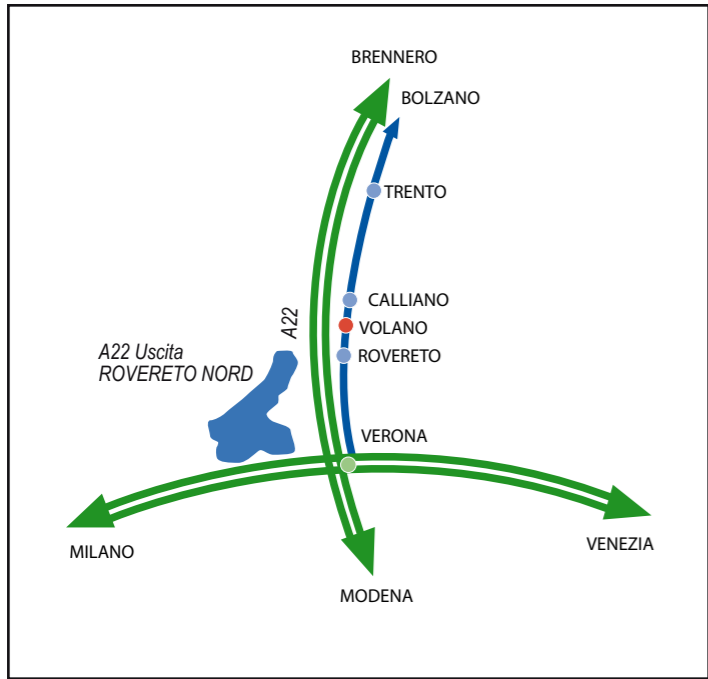 BRENNERO
BOLZANO
TRENTO
CALLIANO
A22
VOLANO
A22 Uscita
ROVERETO NORD
ROVERETO
VERONA
MILANO
VENEZIA
MODENA